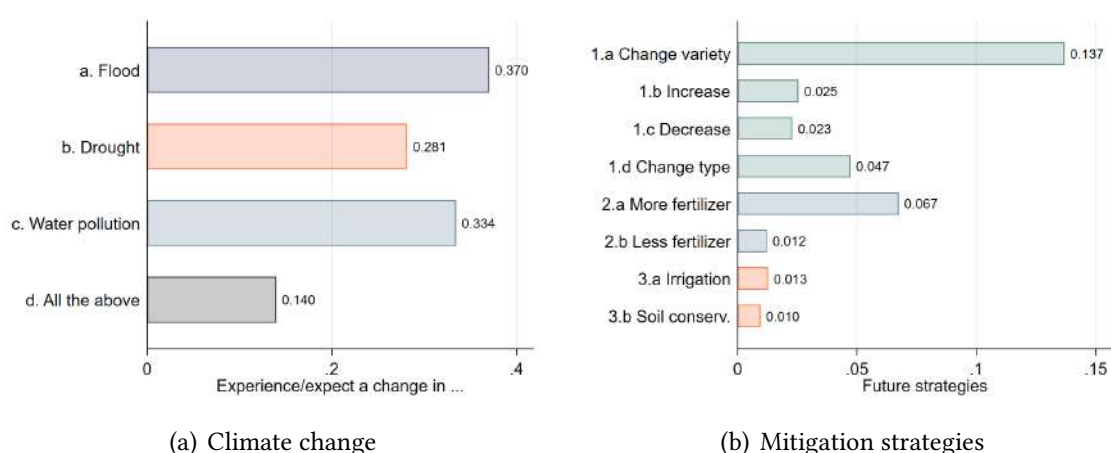 a. Flood
0.370
b. Drought
0.281
c. Water pollution
0.334
d. All the above
0.140
0 .2 .4
Experience/expect a change in ...
(a) Climate change
1.a Change variety
0.137
1.b Increase
0.025
1.c Decrease
0.023
1.d Change type
0.047
2.a More fertilizer
0.067
2.b Less fertilizer
0.012
3.a Irrigation
0.013
3.b Soil conserv.
0.010
0 .05 .1 .15
Future strategies
(b) Mitigation strategies